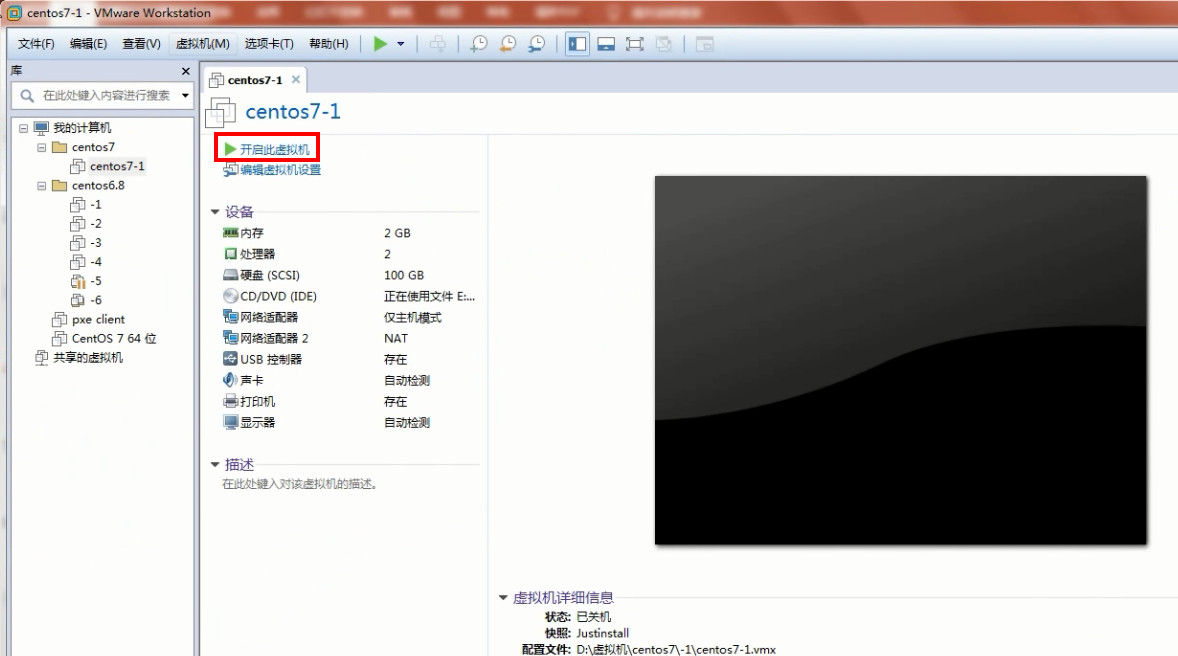 centos7-1 - VMware Workstation
文件(F) 编辑(E) 查看(V) 虚拟机(M) 选项卡(T) 帮助(H)
库
在此处键入内容进行搜索
我的计算机
centos7
centos7-1
centos6.8
-1
-2
-3
-4
-5
-6
pxe client
CentOS 7 64 位
共享的虚拟机
centos7-1
centos7-1
开启此虚拟机
编辑虚拟机设置
设备
内存 2 GB
处理器 2
硬盘 (SCSI) 100 GB
CD/DVD (IDE) 正在使用文件 E:...
网络适配器 仅主机模式
网络适配器 2 NAT
USB 控制器 存在
声卡 自动检测
打印机 存在
显示器 自动检测
描述
在此处键入对该虚拟机的描述。
虚拟机详细信息
状态: 已关机
快照: Justinstall
配置文件: D:\虚拟机\centos7\-1\centos7-1.vmx